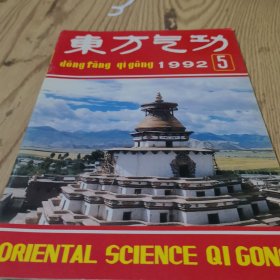 東方气功
dōng fāng qì gōng 1992 5
ORIENTAL SCIENCE QI GONG